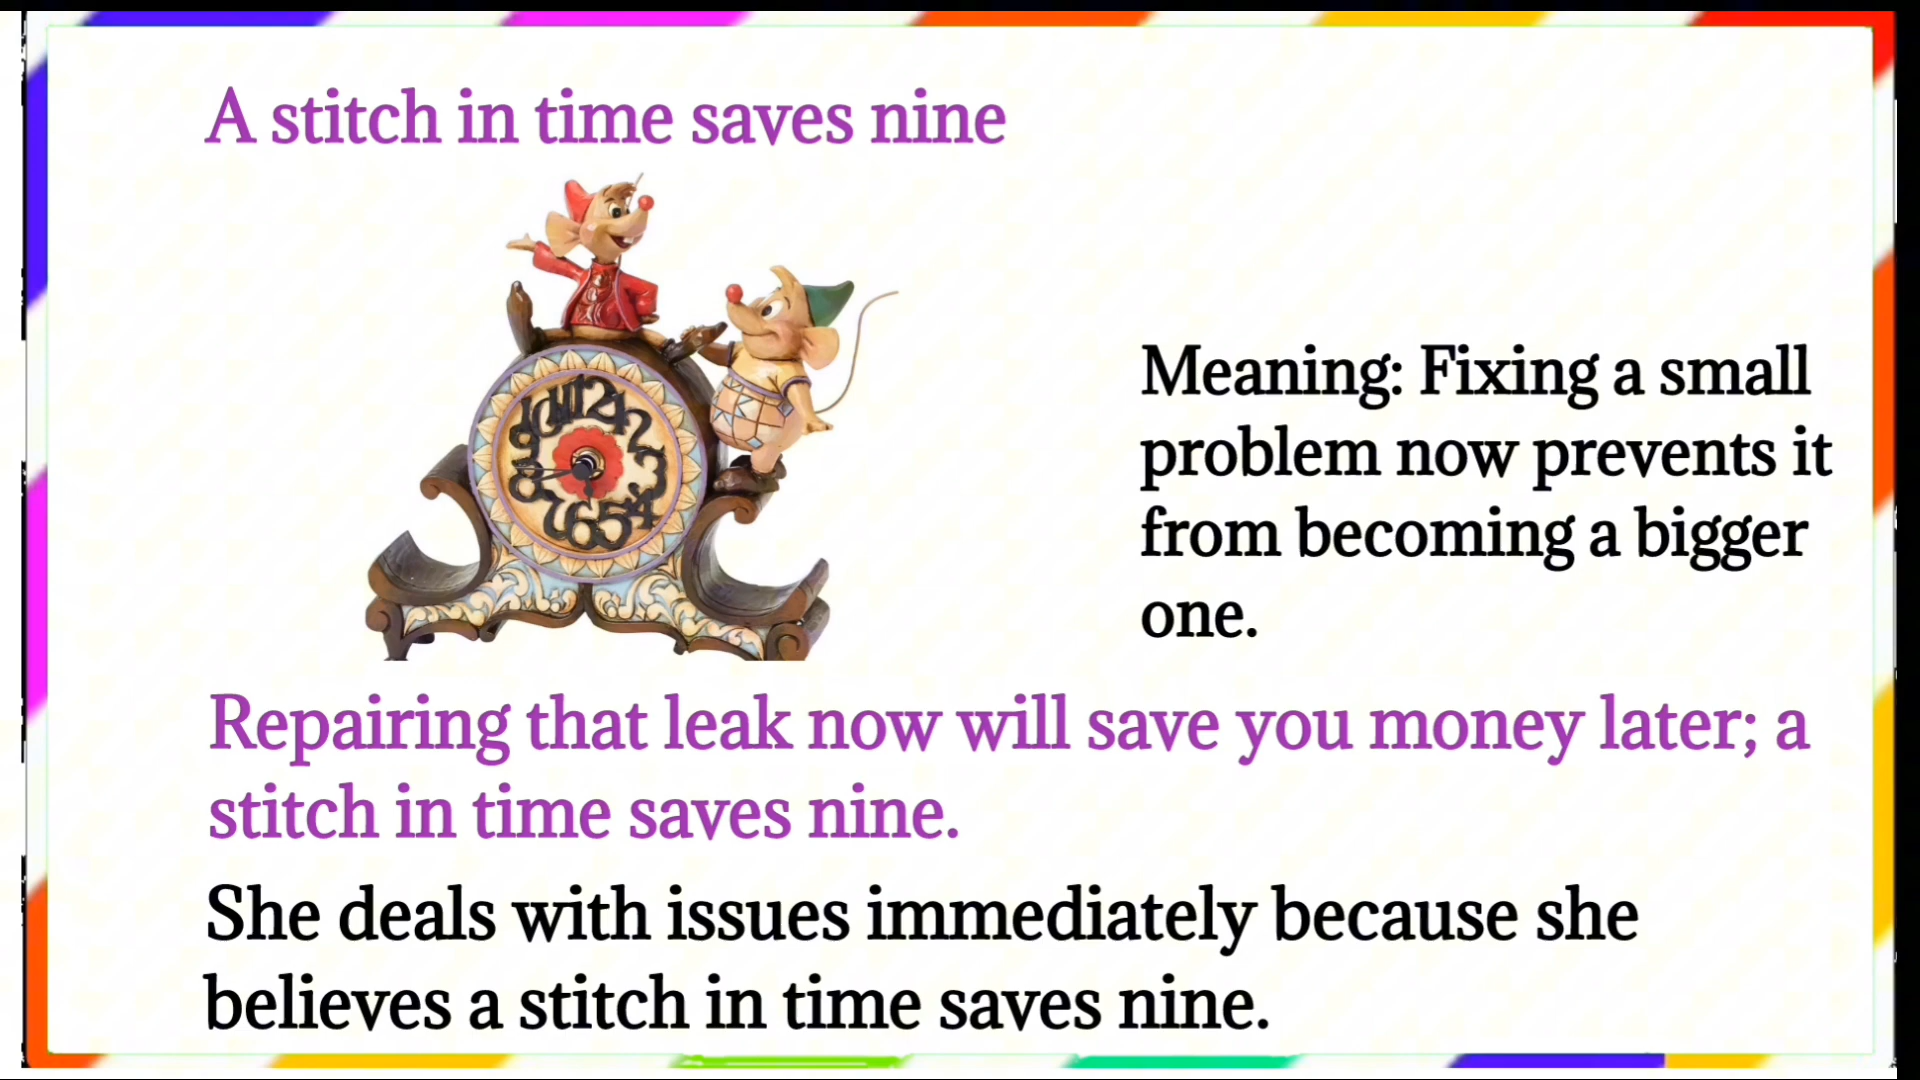 A stitch in time saves nine
Meaning: Fixing a small
problem now prevents it
from becoming a bigger
one.
Repairing that leak now will save you money later; a
stitch in time saves nine.
She deals with issues immediately because she
believes a stitch in time saves nine.